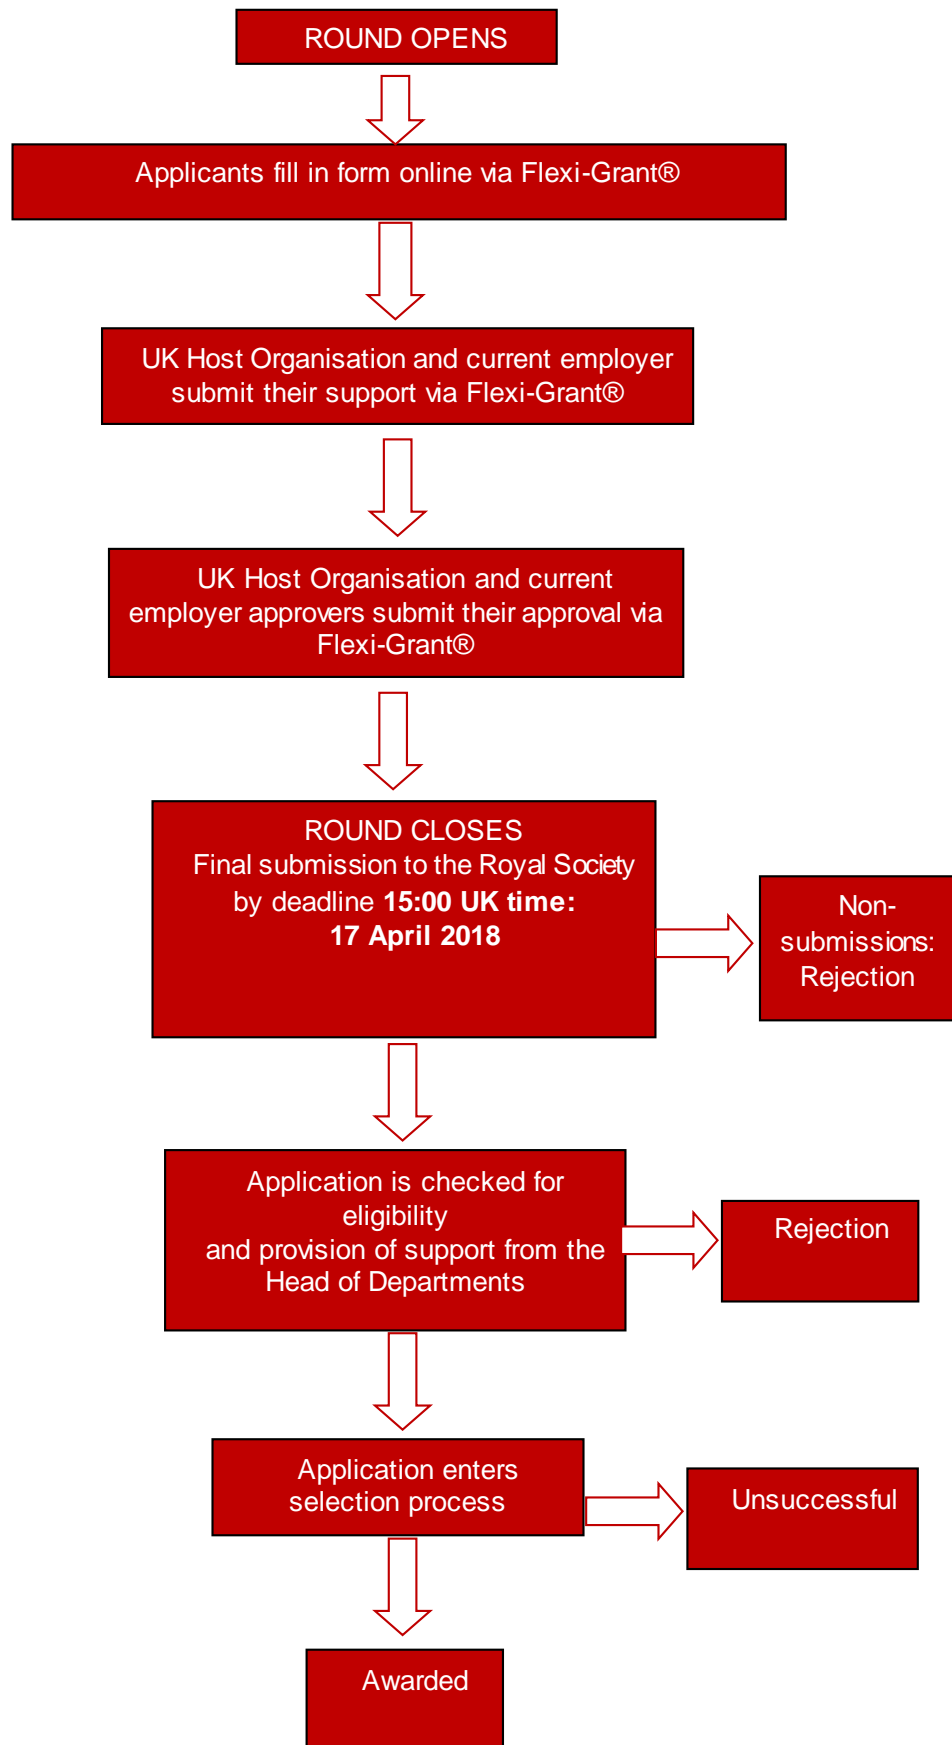 ROUND OPENS
Applicants fill in form online via Flexi-Grant®
UK Host Organisation and current employer
submit their support via Flexi-Grant®
UK Host Organisation and current
employer approvers submit their approval via
Flexi-Grant®
ROUND CLOSES
Final submission to the Royal Society
by deadline 15:00 UK time:
17 April 2018
Non-
submissions:
Rejection
Application is checked for
eligibility
and provision of support from the
Head of Departments
Rejection
Application enters
selection process
Unsuccessful
Awarded